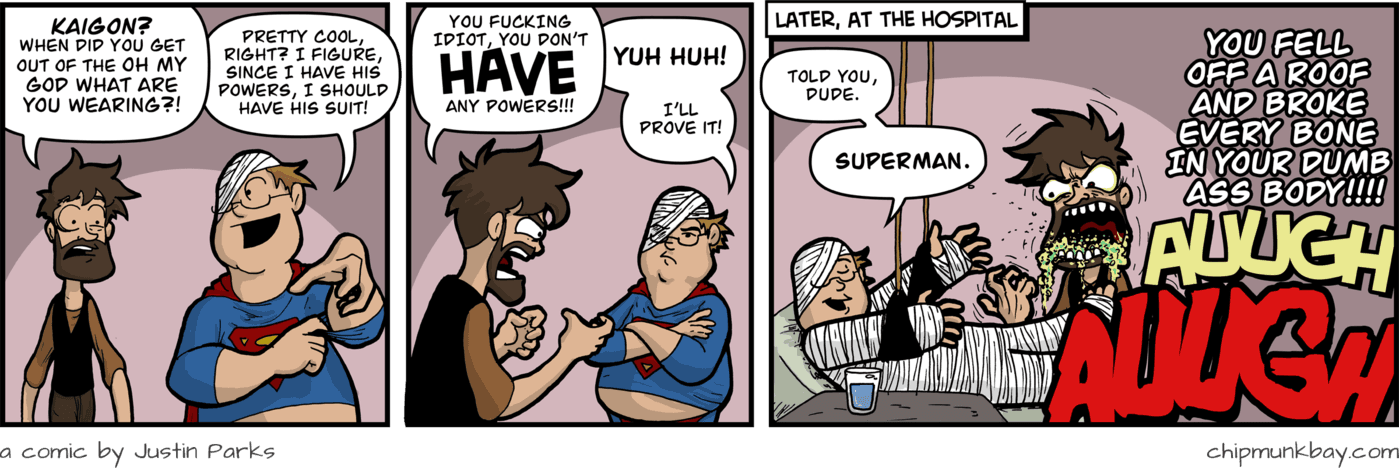 KAIGON?
WHEN DID YOU GET
OUT OF THE OH MY
GOD WHAT ARE
YOU WEARING?!
PRETTY COOL,
RIGHT? I FIGURE,
SINCE I HAVE HIS
POWERS, I SHOULD
HAVE HIS SUIT!
YOU FUCKING
IDIOT, YOU DON'T
HAVE
ANY POWERS!!!
YUH HUH!
I'LL
PROVE IT!
LATER, AT THE HOSPITAL
TOLD YOU,
DUDE.
SUPERMAN.
YOU FELL
OFF A ROOF
AND BROKE
EVERY BONE
IN YOUR DUMB
ASS BODY!!!!
AUUGH
AUUGH
a comic by Justin Parks
chipmunkbay.com